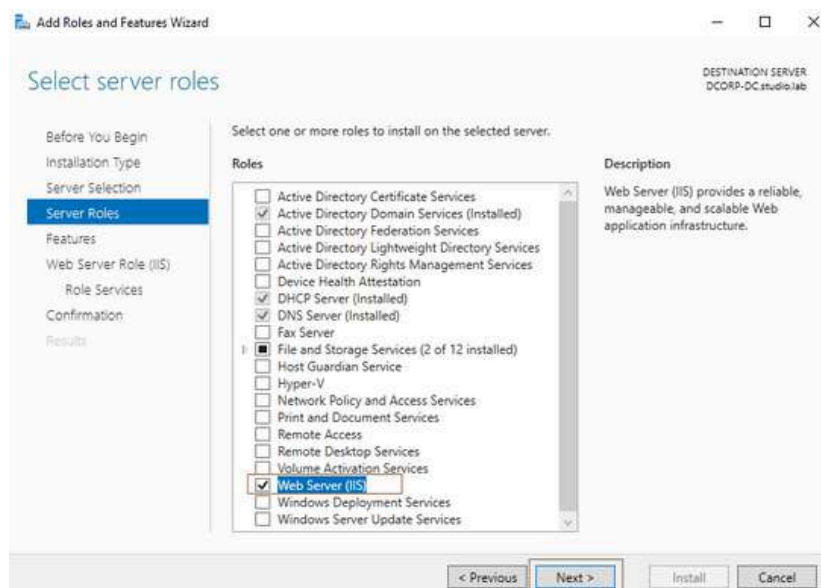 Add Roles and Features Wizard
Select server roles
DESTINATION SERVER
DCORP-DC.studio.lab
Before You Begin
Installation Type
Server Selection
Server Roles
Features
Web Server Role (IIS)
Role Services
Confirmation
Results
Select one or more roles to install on the selected server.
Roles
Active Directory Certificate Services
Active Directory Domain Services (Installed)
Active Directory Federation Services
Active Directory Lightweight Directory Services
Active Directory Rights Management Services
Device Health Attestation
DHCP Server (Installed)
DNS Server (Installed)
Fax Server
File and Storage Services (2 of 12 installed)
Host Guardian Service
Hyper-V
Network Policy and Access Services
Print and Document Services
Remote Access
Remote Desktop Services
Volume Activation Services
Web Server (IIS)
Windows Deployment Services
Windows Server Update Services
Description
Web Server (IIS) provides a reliable,
manageable, and scalable Web
application infrastructure.
< Previous
Next >
Install
Cancel